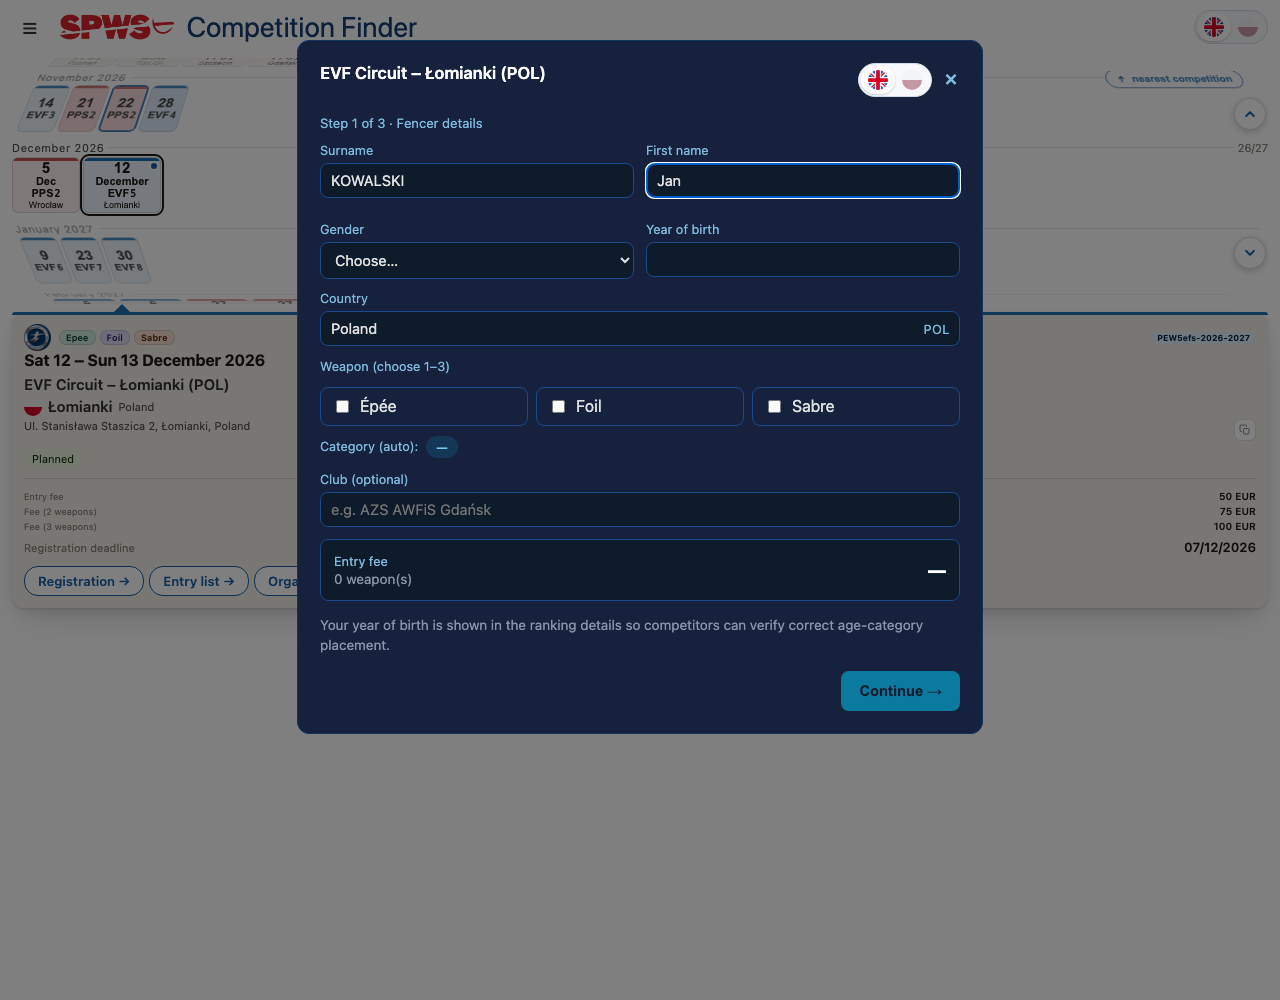 SPWS Competition Finder
November 2026
nearest competition
14 EVF3
21 PPS2
22 PPS2
28 EVF4
December 2026
26/27
5 Dec PPS2 Wrocław
12 December EVF5 Łomianki
January 2027
9 EVF6
23 EVF7
30 EVF8
February 2027
Epee Foil Sabre
PEW5efs-2026-2027
Sat 12 – Sun 13 December 2026
EVF Circuit – Łomianki (POL)
Łomianki Poland
Ul. Stanisława Staszica 2, Łomianki, Poland
Planned
Entry fee 50 EUR
Fee (2 weapons) 75 EUR
Fee (3 weapons) 100 EUR
Registration deadline 07/12/2026
Registration → Entry list → Orga
EVF Circuit – Łomianki (POL) ×
Step 1 of 3 · Fencer details
Surname First name
KOWALSKI Jan
Gender Year of birth
Choose...
Country
Poland POL
Weapon (choose 1–3)
Épée Foil Sabre
Category (auto): —
Club (optional)
e.g. AZS AWFiS Gdańsk
Entry fee
0 weapon(s) —
Your year of birth is shown in the ranking details so competitors can verify correct age-category
placement.
Continue →